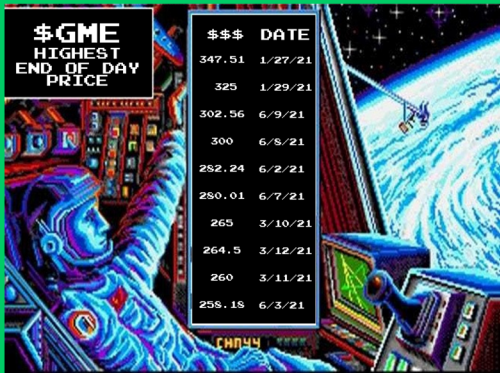 $GME
HIGHEST
END OF DAY
PRICE
$$$ DATE
347.51 1/27/21
325 1/29/21
302.56 6/9/21
300 6/8/21
282.24 6/2/21
280.01 6/7/21
265 3/10/21
264.5 3/12/21
260 3/11/21
258.18 6/3/21